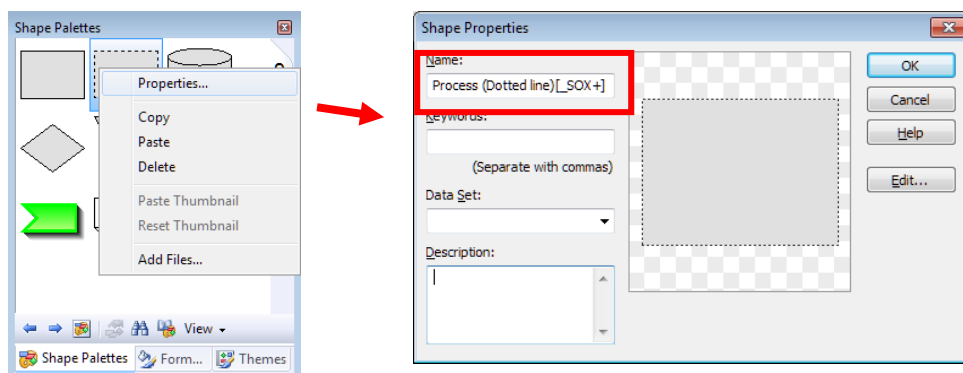 Shape Palettes
Properties...
Copy
Paste
Delete
Paste Thumbnail
Reset Thumbnail
Add Files...
View
Shape Palettes
Form...
Themes
Shape Properties
Name:
Process (Dotted line)[_SOX+]
Keywords:
(Separate with commas)
Data Set:
Description:
OK
Cancel
Help
Edit...